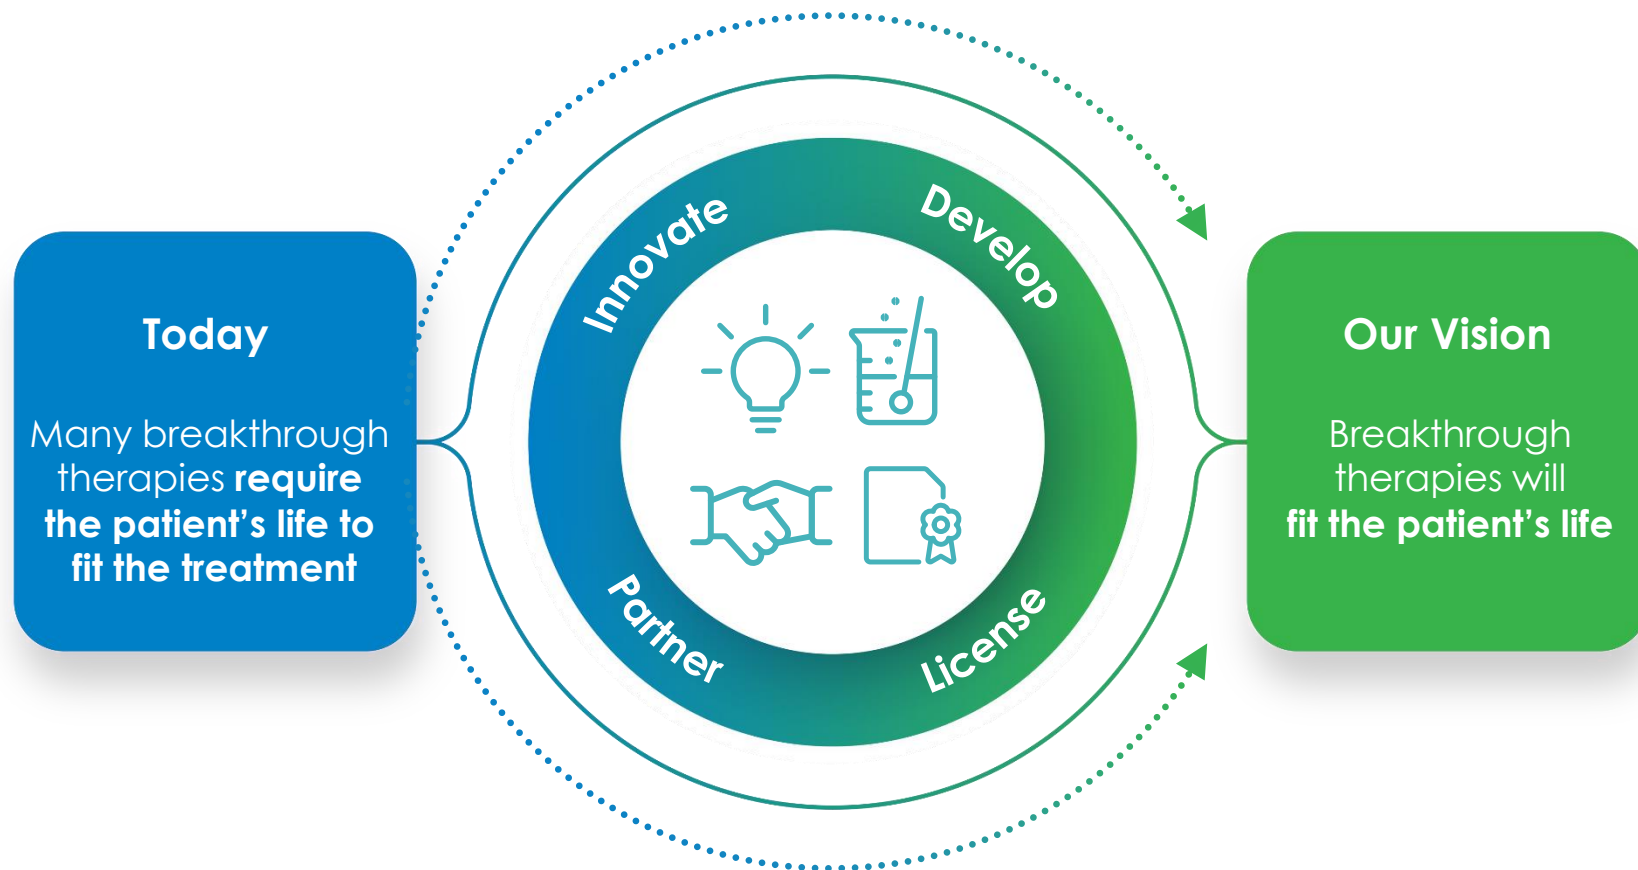 Today
Many breakthrough
therapies require
the patient's life to
fit the treatment
Innovate
Develop
Partner
License
Our Vision
Breakthrough
therapies will
fit the patient's life